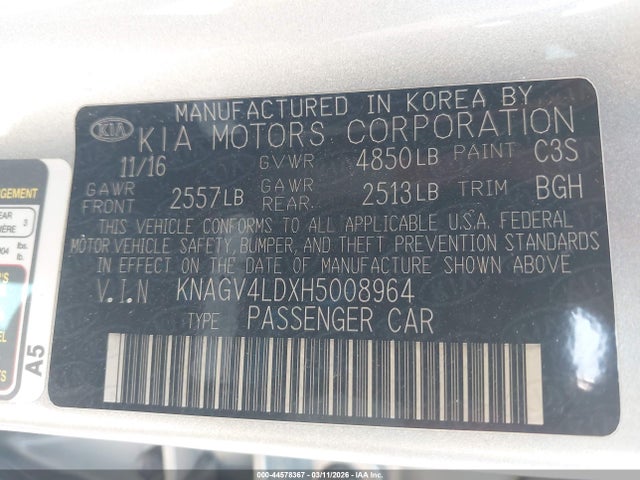 MANUFACTURED IN KOREA BY
KIA KIA MOTORS CORPORATION
11/16 GVWR 4850LB PAINT C3S
GAWR FRONT 2557LB GAWR REAR. 2513LB TRIM BGH
THIS VEHICLE CONFORMS TO ALL APPLICABLE U.S.A. FEDERAL
MOTOR VEHICLE SAFETY, BUMPER, AND THEFT PREVENTION STANDARDS
IN EFFECT ON THE DATE OF MANUFACTURE SHOWN ABOVE
V.I.N KNAGV4LDXH5008964
TYPE PASSENGER CAR
A5
3
lbs.
000-44578367 - 03/11/2026 - IAA Inc.